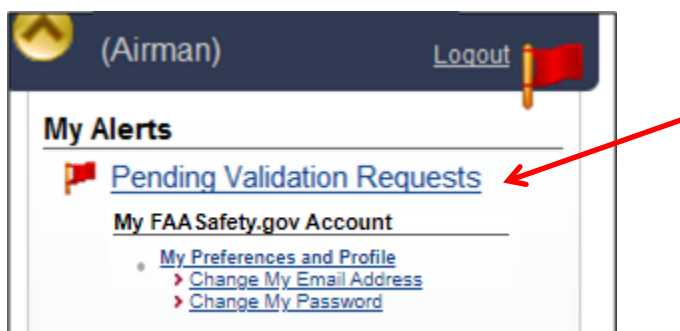 (Airman) Logout
My Alerts
Pending Validation Requests
My FAASafety.gov Account
My Preferences and Profile
Change My Email Address
Change My Password